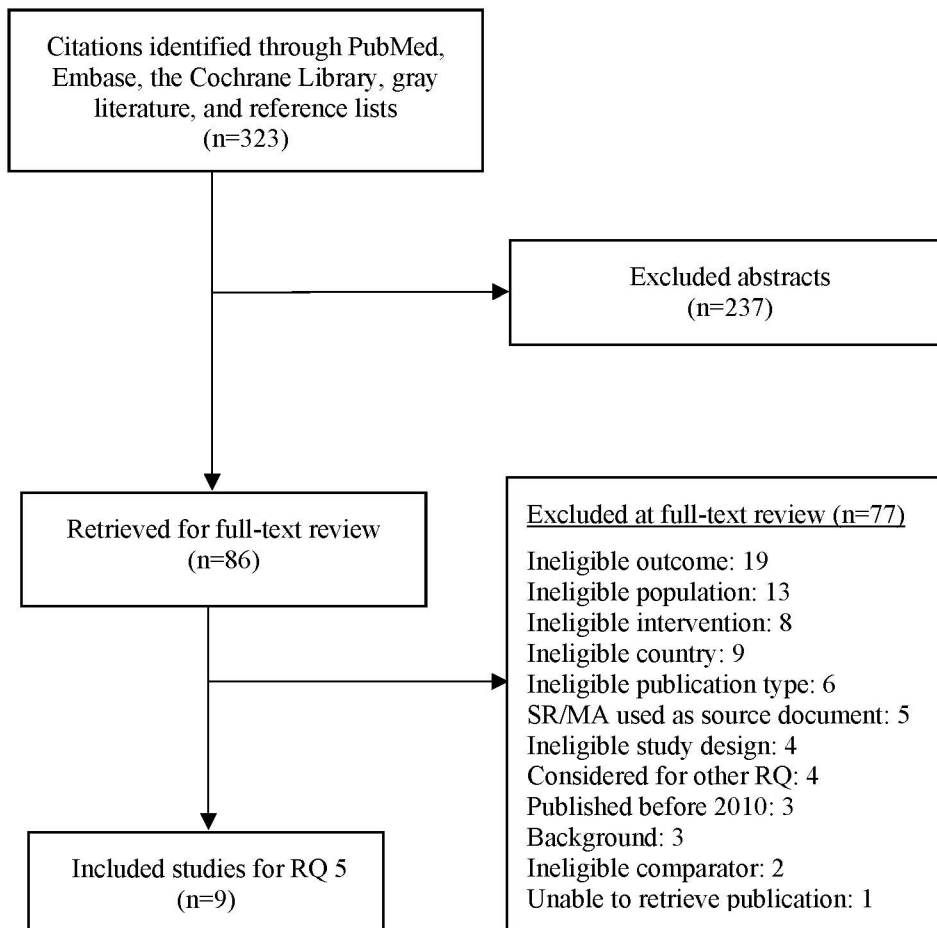 Citations identified through PubMed,
Embase, the Cochrane Library, gray
literature, and reference lists
(n=323)
Excluded abstracts
(n=237)
Retrieved for full-text review
(n=86)
Excluded at full-text review (n=77)
Ineligible outcome: 19
Ineligible population: 13
Ineligible intervention: 8
Ineligible country: 9
Ineligible publication type: 6
SR/MA used as source document: 5
Ineligible study design: 4
Considered for other RQ: 4
Published before 2010: 3
Background: 3
Ineligible comparator: 2
Unable to retrieve publication: 1
Included studies for RQ 5
(n=9)